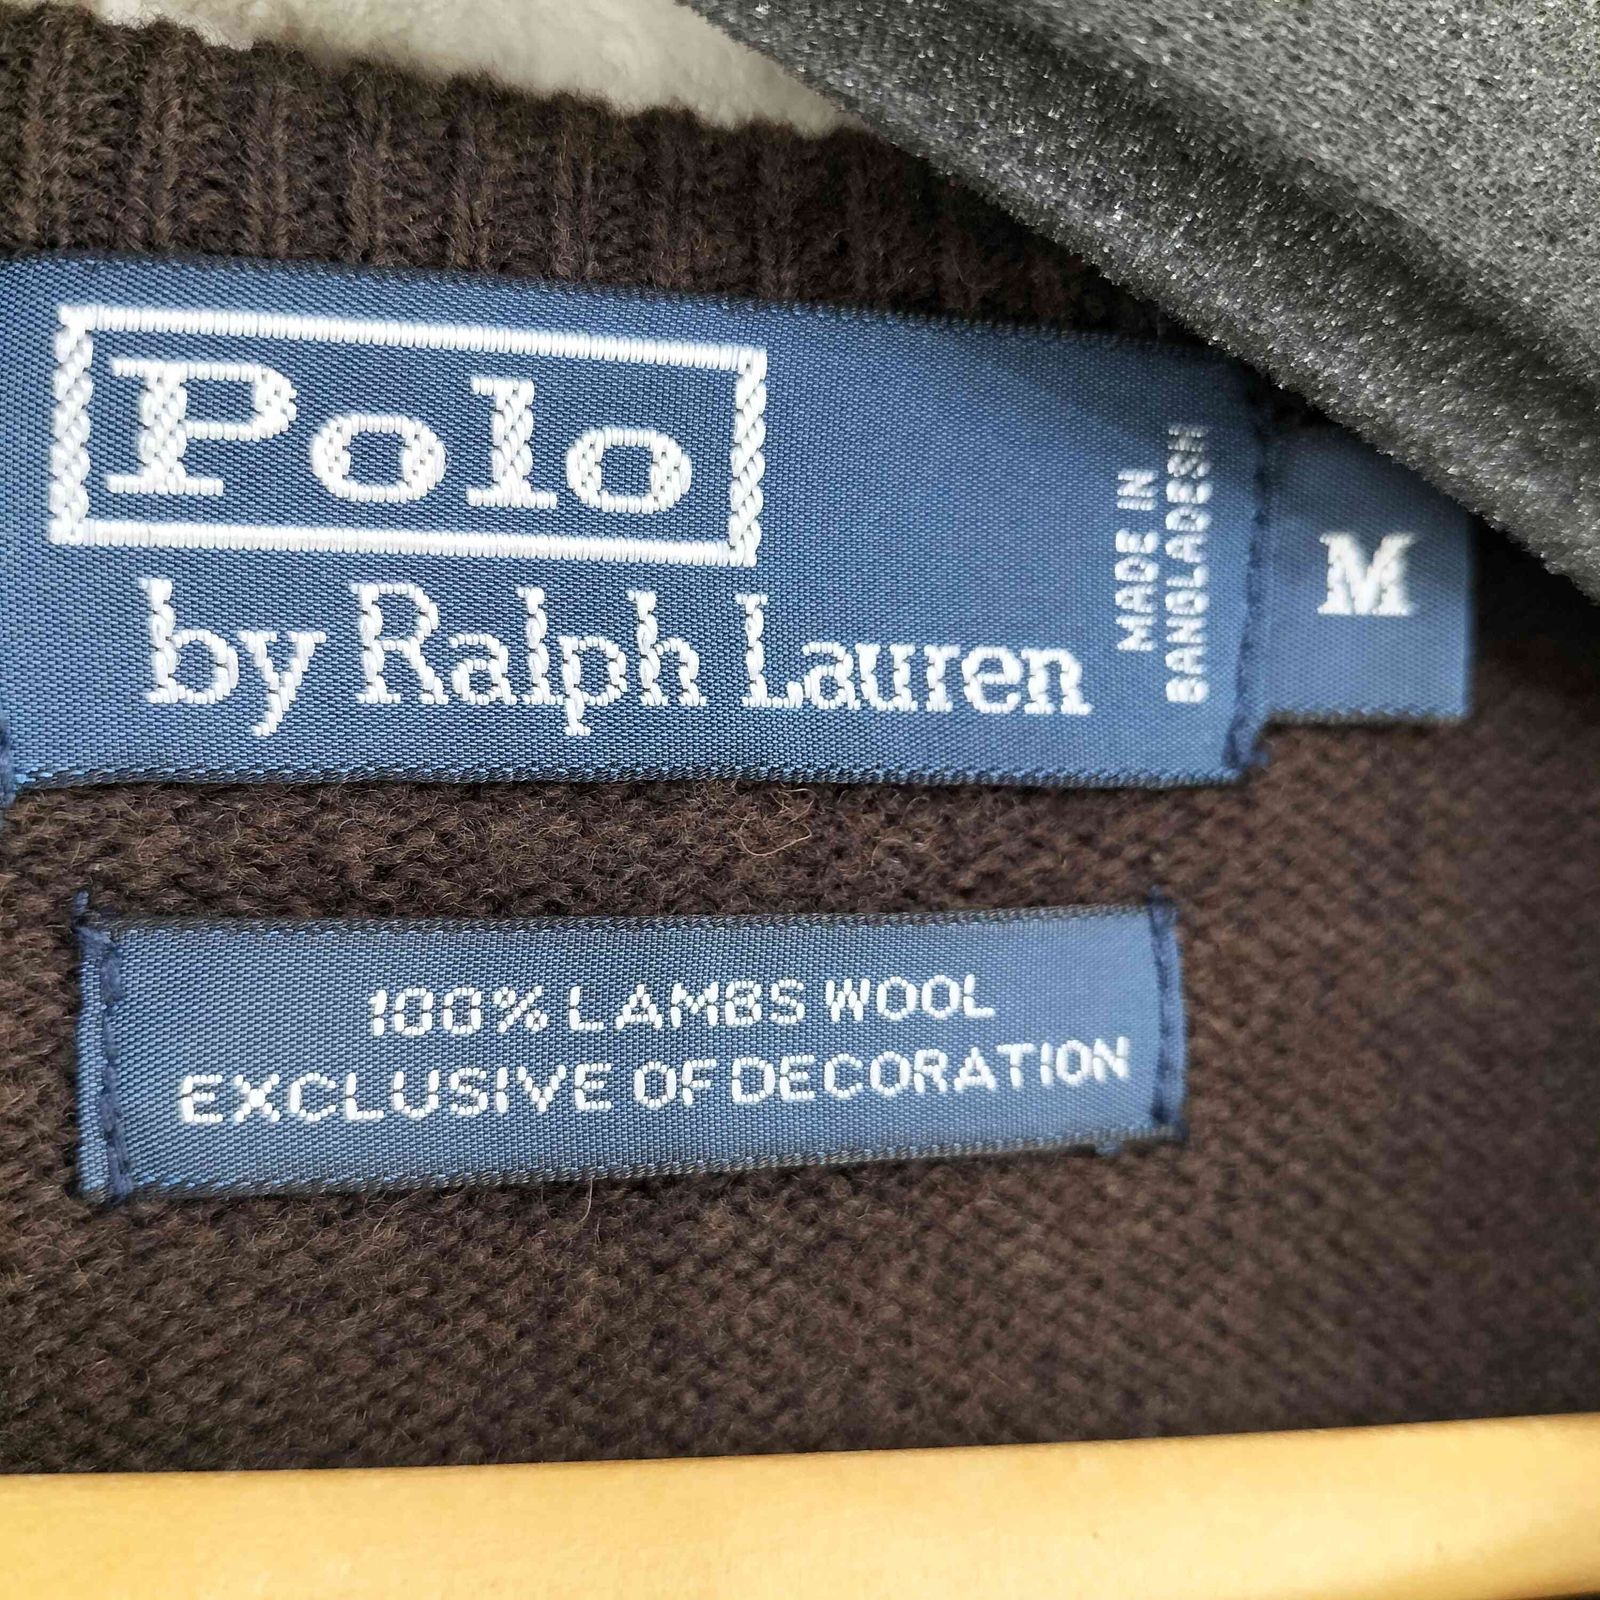 Polo
by Ralph Lauren
MADE IN
BANGLADESH
M
100% LAMBS WOOL
EXCLUSIVE OF DECORATION